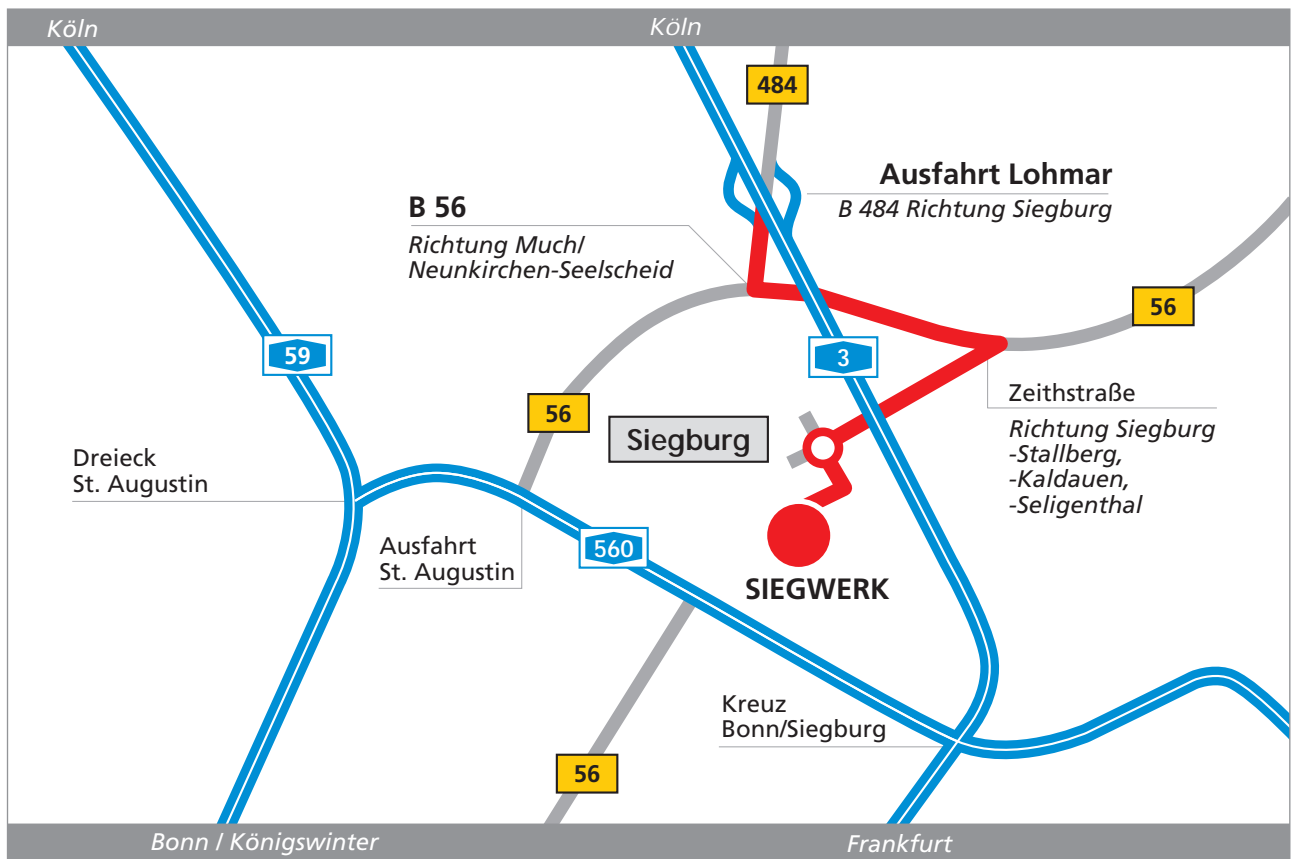 Köln
Köln
484
Ausfahrt Lohmar
B 484 Richtung Siegburg
B 56
Richtung Much/
Neunkirchen-Seelscheid
56
59
3
Zeithstraße
Richtung Siegburg
-Stallberg,
-Kaldauen,
-Seligenthal
56
Siegburg
Dreieck
St. Augustin
Ausfahrt
St. Augustin
560
SIEGWERK
Kreuz
Bonn/Siegburg
56
Bonn / Königswinter
Frankfurt